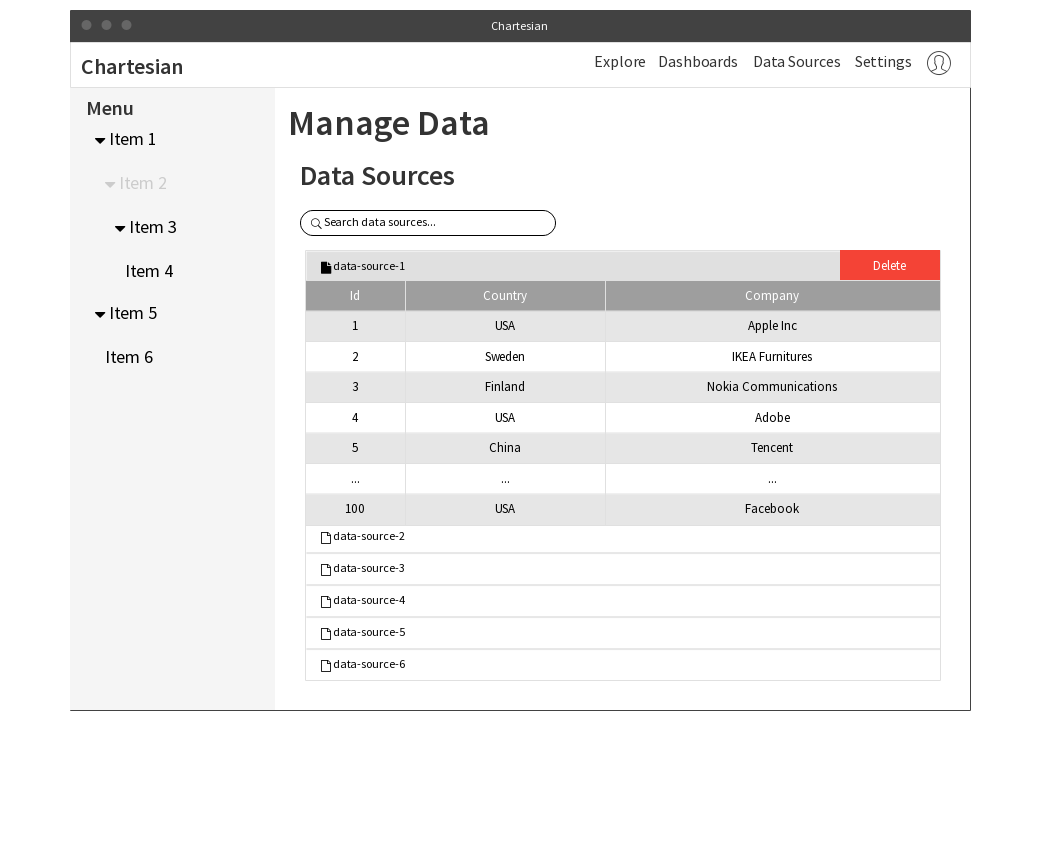 Chartesian
Chartesian
Explore Dashboards Data Sources Settings
Menu
Item 1
Item 2
Item 3
Item 4
Item 5
Item 6
Manage Data
Data Sources
Search data sources...
data-source-1 Delete
Id Country Company
1 USA Apple Inc
2 Sweden IKEA Furnitures
3 Finland Nokia Communications
4 USA Adobe
5 China Tencent
... ... ...
100 USA Facebook
data-source-2
data-source-3
data-source-4
data-source-5
data-source-6